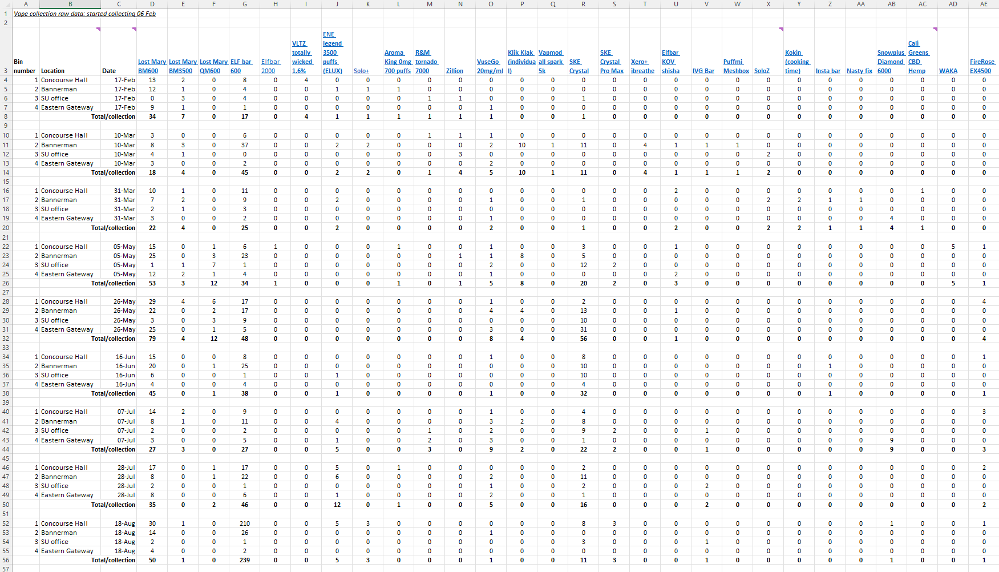 A B C D E F G H I J K L M N O P Q R S T U V W X Y Z AA AB AC AD AE
1 Vape collection raw data: started collecting 06 Feb
2
3 Bin number Location Date Lost Mary BM600 Lost Mary BM3500 Lost Mary QM600 ELF bar 600 Elfbar 2000 VLTZ totally wicked 1.6% ENE legend 3500 puffs (ELUX) Solo+ Aroma King 0mg 700 puffs R&M tornado 7000 Zillion VuseGo 20mg/ml Klik Klak (individual) Vapmod all spark 5k SKE Crystal SKE Crystal Pro Max Xero+ ibreathe Elfbar KOV shisha IVG Bar Puffmi Meshbox SoloZ Kokin (cooking time) Insta bar Nasty fix Snowplus Diamond 6000 Cali Greens CBD Hemp WAKA FireRose EX4500
4 1 Concourse Hall 17-Feb 13 2 0 8 0 4 0 0 0 0 0 0 0 0 0 0 0 0 0 0 0 0 0 0 0 0 0 0
5 2 Bannerman 17-Feb 12 1 0 4 0 0 1 1 1 0 0 0 0 0 0 0 0 0 0 0 0 0 0 0 0 0 0 0
6 3 SU office 17-Feb 0 3 0 4 0 0 0 0 0 1 1 0 0 0 1 0 0 0 0 0 0 0 0 0 0 0 0 0
7 4 Eastern Gateway 17-Feb 9 1 0 1 0 0 0 0 0 0 0 1 0 0 0 0 0 0 0 0 0 0 0 0 0 0 0 0
8 Total/collection 34 7 0 17 0 4 1 1 1 1 1 1 0 0 1 0 0 0 0 0 0 0 0 0 0 0 0 0
9
10 1 Concourse Hall 10-Mar 3 0 0 6 0 0 0 0 0 1 1 1 0 0 0 0 0 0 0 0 0 0 0 0 0 0 0 0
11 2 Bannerman 10-Mar 8 3 0 37 0 0 2 2 0 0 0 2 10 1 11 0 4 1 1 1 0 0 0 0 0 0 0 0
12 3 SU office 10-Mar 4 1 0 0 0 0 0 0 0 0 3 0 0 0 0 0 0 0 0 0 2 0 0 0 0 0 0 0
13 4 Eastern Gateway 10-Mar 3 0 0 2 0 0 0 0 0 0 0 2 0 0 0 0 0 0 0 0 0 0 0 0 0 0 0 0
14 Total/collection 18 4 0 45 0 0 2 2 0 1 4 5 10 1 11 0 4 1 1 1 2 0 0 0 0 0 0 0
15
16 1 Concourse Hall 31-Mar 10 1 0 11 0 0 0 0 0 0 0 0 0 0 0 0 0 2 0 0 0 0 0 0 0 1 0 0
17 2 Bannerman 31-Mar 7 2 0 9 0 0 2 0 0 0 0 1 0 0 1 0 0 0 0 0 2 2 1 1 0 0 0 0
18 3 SU office 31-Mar 2 1 0 3 0 0 0 0 0 0 0 0 0 0 0 0 0 0 0 0 0 0 0 0 0 0 0 0
19 4 Eastern Gateway 31-Mar 3 0 0 2 0 0 0 0 0 0 0 1 0 0 0 0 0 0 0 0 0 0 0 0 4 0 0 0
20 Total/collection 22 4 0 25 0 0 2 0 0 0 0 2 0 0 1 0 0 2 0 0 2 2 1 1 4 1 0 0
21
22 1 Concourse Hall 05-May 15 0 1 6 1 0 0 0 1 0 0 1 0 0 3 0 0 1 0 0 0 0 0 0 0 0 5 1
23 2 Bannerman 05-May 25 0 3 23 0 0 0 0 0 0 1 1 8 0 5 0 0 0 0 0 0 0 0 0 0 0 0 0
24 3 SU office 05-May 1 1 7 1 0 0 0 0 0 0 0 2 0 0 12 2 0 0 0 0 0 0 0 0 0 0 0 0
25 4 Eastern Gateway 05-May 12 2 1 4 0 0 0 0 0 0 0 1 0 0 0 0 0 2 0 0 0 0 0 0 0 0 0 0
26 Total/collection 53 3 12 34 1 0 0 0 1 0 1 5 8 0 20 2 0 3 0 0 0 0 0 0 0 0 5 1
27
28 1 Concourse Hall 26-May 29 4 6 17 0 0 0 0 0 0 0 1 0 0 2 0 0 0 0 0 0 0 0 0 0 0 0 4
29 2 Bannerman 26-May 22 0 2 17 0 0 0 0 0 0 0 4 4 0 13 0 0 1 0 0 0 0 0 0 0 0 0 0
30 3 SU office 26-May 3 0 3 9 0 0 0 0 0 0 0 0 0 0 10 0 0 0 0 0 0 0 0 0 0 0 0 0
31 4 Eastern Gateway 26-May 25 0 1 5 0 0 0 0 0 0 0 3 0 0 31 0 0 0 0 0 0 0 0 0 0 0 0 0
32 Total/collection 79 4 12 48 0 0 0 0 0 0 0 8 4 0 56 0 0 1 0 0 0 0 0 0 0 0 0 4
33
34 1 Concourse Hall 16-Jun 15 0 0 8 0 0 0 0 0 0 0 1 0 0 8 0 0 0 0 0 0 0 0 0 0 0 0 1
35 2 Bannerman 16-Jun 20 0 1 25 0 0 0 0 0 0 0 0 0 0 10 0 0 0 0 0 0 0 1 0 0 0 0 0
36 3 SU office 16-Jun 6 0 0 1 0 0 1 0 0 0 0 0 0 0 10 0 0 0 0 0 0 0 0 0 0 0 0 0
37 4 Eastern Gateway 16-Jun 4 0 0 4 0 0 0 0 0 0 0 0 0 0 4 0 0 0 0 0 0 0 0 0 0 0 0 0
38 Total/collection 45 0 1 38 0 0 1 0 0 0 0 1 0 0 32 0 0 0 0 0 0 0 1 0 0 0 0 1
39
40 1 Concourse Hall 07-Jul 14 2 0 9 0 0 0 0 0 0 0 1 0 0 4 0 0 0 0 0 0 0 0 0 0 0 0 3
41 2 Bannerman 07-Jul 8 1 0 11 0 0 4 0 0 0 0 3 2 0 8 0 0 0 0 0 0 0 0 0 0 0 0 0
42 3 SU office 07-Jul 2 0 0 2 0 0 0 0 0 1 0 2 0 0 9 2 0 0 1 0 0 0 0 0 0 0 0 0
43 4 Eastern Gateway 07-Jul 3 0 0 5 0 0 1 0 0 2 0 3 0 0 1 0 0 0 0 0 0 0 0 0 9 0 0 0
44 Total/collection 27 3 0 27 0 0 5 0 0 3 0 9 2 0 22 2 0 0 1 0 0 0 0 0 9 0 0 3
45
46 1 Concourse Hall 28-Jul 17 0 1 17 0 0 5 0 1 0 0 0 0 0 2 0 0 0 0 0 0 0 0 0 0 0 0 2
47 2 Bannerman 28-Jul 8 0 1 22 0 0 6 0 0 0 0 2 0 0 11 0 0 0 0 0 0 0 0 0 0 0 0 0
48 3 SU office 28-Jul 2 0 0 1 0 0 0 0 0 0 0 1 0 0 2 0 0 0 2 0 0 0 0 0 0 0 0 0
49 4 Eastern Gateway 28-Jul 8 0 0 6 0 0 1 0 0 0 0 2 0 0 1 0 0 0 0 0 0 0 0 0 0 0 0 0
50 Total/collection 35 0 2 46 0 0 12 0 1 0 0 5 0 0 16 0 0 0 2 0 0 0 0 0 0 0 0 2
51
52 1 Concourse Hall 18-Aug 30 1 0 210 0 0 5 3 0 0 0 0 0 0 8 3 0 0 0 0 0 0 0 0 1 0 0 1
53 2 Bannerman 18-Aug 14 0 0 26 0 0 0 0 0 0 0 1 0 0 0 0 0 0 0 0 0 0 0 0 0 0 0 0
54 3 SU office 18-Aug 2 0 0 1 0 0 0 0 0 0 0 0 0 0 3 0 0 0 1 0 0 0 0 0 0 0 0 0
55 4 Eastern Gateway 18-Aug 4 0 0 2 0 0 0 0 0 0 0 0 0 0 0 0 0 0 0 0 0 0 0 0 0 0 0 0
56 Total/collection 50 1 0 239 0 0 5 3 0 0 0 1 0 0 11 3 0 0 1 0 0 0 0 0 1 0 0 1
57